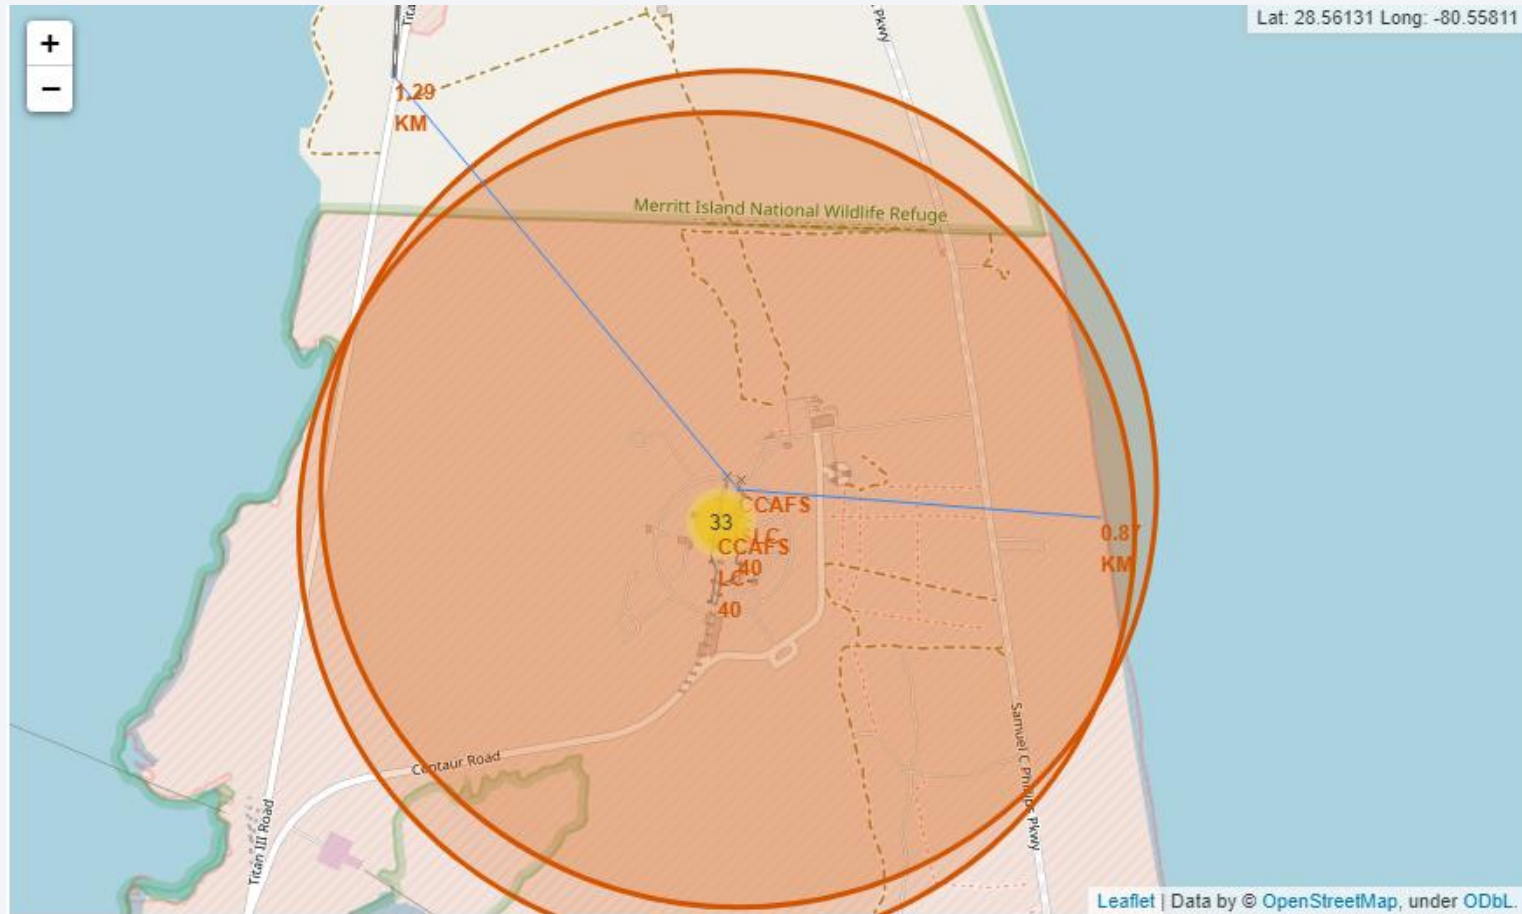 +
−
Tita
. Pkwy
Lat: 28.56131 Long: -80.55811
1.29
KM
Merritt Island National Wildlife Refuge
33
CCAFS
SLC
40
CCAFS
LC
40
0.87
KM
Centaur Road
Titan III Road
Samuel C Phillips Pkwy
Leaflet | Data by © OpenStreetMap, under ODbL.